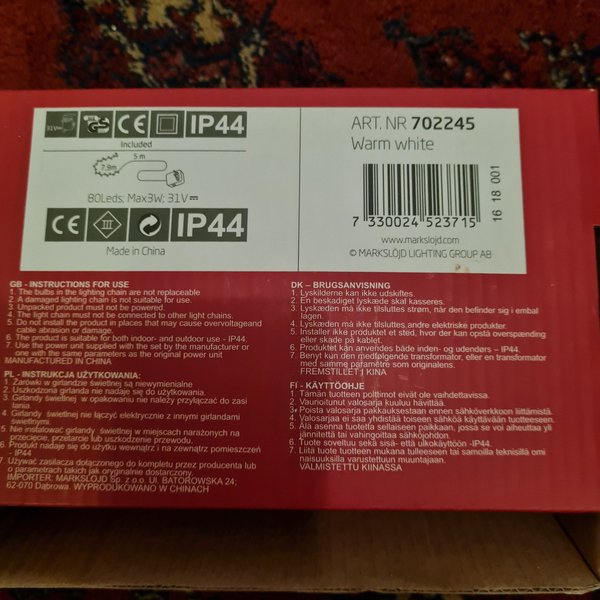 31V
GS
CE
IP44
Included
5 m
7,9m
80Leds; Max3W; 31V
CE
III
IP44
Made in China
ART. NR 702245
Warm white
7 330024 523715
16 18 001
www.markslojd.com
© MARKSLÖJD LIGHTING GROUP AB
GB - INSTRUCTIONS FOR USE
1. The bulbs in the lighting chain are not replaceable
2. A damaged lighting chain is not suitable for use.
3. Unpacked product must not be powered.
4. The light chain must not be connected to other light chains.
5. Do not install the product in places that may cause overvoltageand
cable abrasion or damage.
6. The product is suitable for both indoor- and outdoor - use - IP44.
7. Use the power unit supplied with the set by the manufacturer or
one with the same parameters as the original power unit
MANUFACTURED IN CHINA
PL - INSTRUKCJA UŻYTKOWANIA:
1. Żarówki w girlandzie świetlnej są niewymienialne
2. Uszkodzona girlanda nie nadaje się do użytku.
3. Girlandy świetlnej w opakowaniu nie należy przyłączać do zasi
lania
4. Girlandy świetlnej nie łączyć elektrycznie z innymi girlandami
świetlnymi.
5. Nie instalować girlandy świetlnej w miejscach narażonych na
przecięcie, przetarcie lub uszkodzenie przewodu.
6. Produkt nadaje się do użytku wewnątrz i na zewnątrz pomieszczeń
- IP44
7. Używać zasilacza dołączonego do kompletu przez producenta lub
o parametrach takich jak oryginalnie dostarczony.
IMPORTER: MARKSLOJD Sp. z o.o. Ul. BATOROWSKA 24;
62-070 Dąbrowa. WYPRODUKOWANO W CHINACH
DK – BRUGSANVISNING
1. Lyskilderne kan ikke udskiftes.
2. En beskadiget lyskæde skal kasseres.
3. Lyskæden må ikke tilsluttes strøm, når den befinder sig i embal
lagen.
4. Lyskæden må ikke tilsluttes andre elektriske produkter.
5. Installer ikke produktet et sted, hvor der kan opstå overspænding
eller skade på kablet.
6. Produktet kan anvendes både inden- og udendørs – IP44.
7. Benyt kun den medfølgende transformator, eller en transformator
med samme parametre som originalens.
FREMSTILLET I KINA
FI - KÄYTTÖOHJE
1. Tämän tuotteen polttimot eivät ole vaihdettavissa.
2. Vaurioitunut valosarja kuuluu hävittää.
3. Poista valosarja pakkauksestaan ennen sähköverkkoon liittämistä.
4. Valosarjaa ei saa yhdistää toiseen sähköä käyttävään tuotteeseen.
5. Älä asenna tuotetta sellaiseen paikkaan, jossa se voi aiheuttaa yli
jännitettä tai vahingoittaa sähköjohdon.
6. Tuote soveltuu sekä sisä- että ulkokäyttöön -IP44.
7. Liitä tuote tuotteen mukana tulleeseen tai samoilla teknisillä omi
naisuuksilla varustettuun muuntajaan.
VALMISTETTU KIINASSA